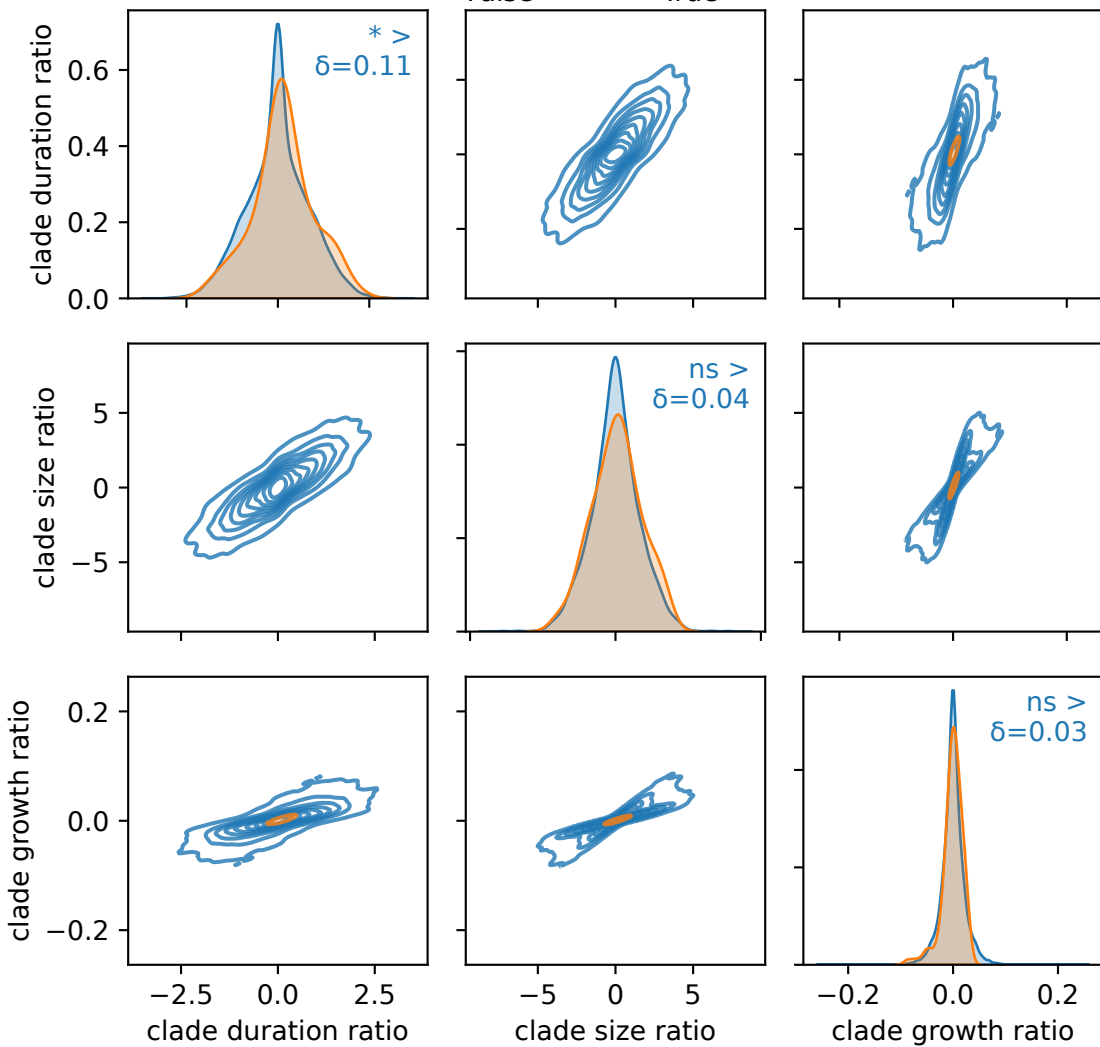 clade duration ratio
0.6
0.4
0.2
0.0
* >
δ=0.11
clade size ratio
5
0
−5
ns >
δ=0.04
clade growth ratio
0.2
0.0
−0.2
ns >
δ=0.03
−2.5 0.0 2.5
−5 0 5
−0.2 0.0 0.2
clade duration ratio
clade size ratio
clade growth ratio